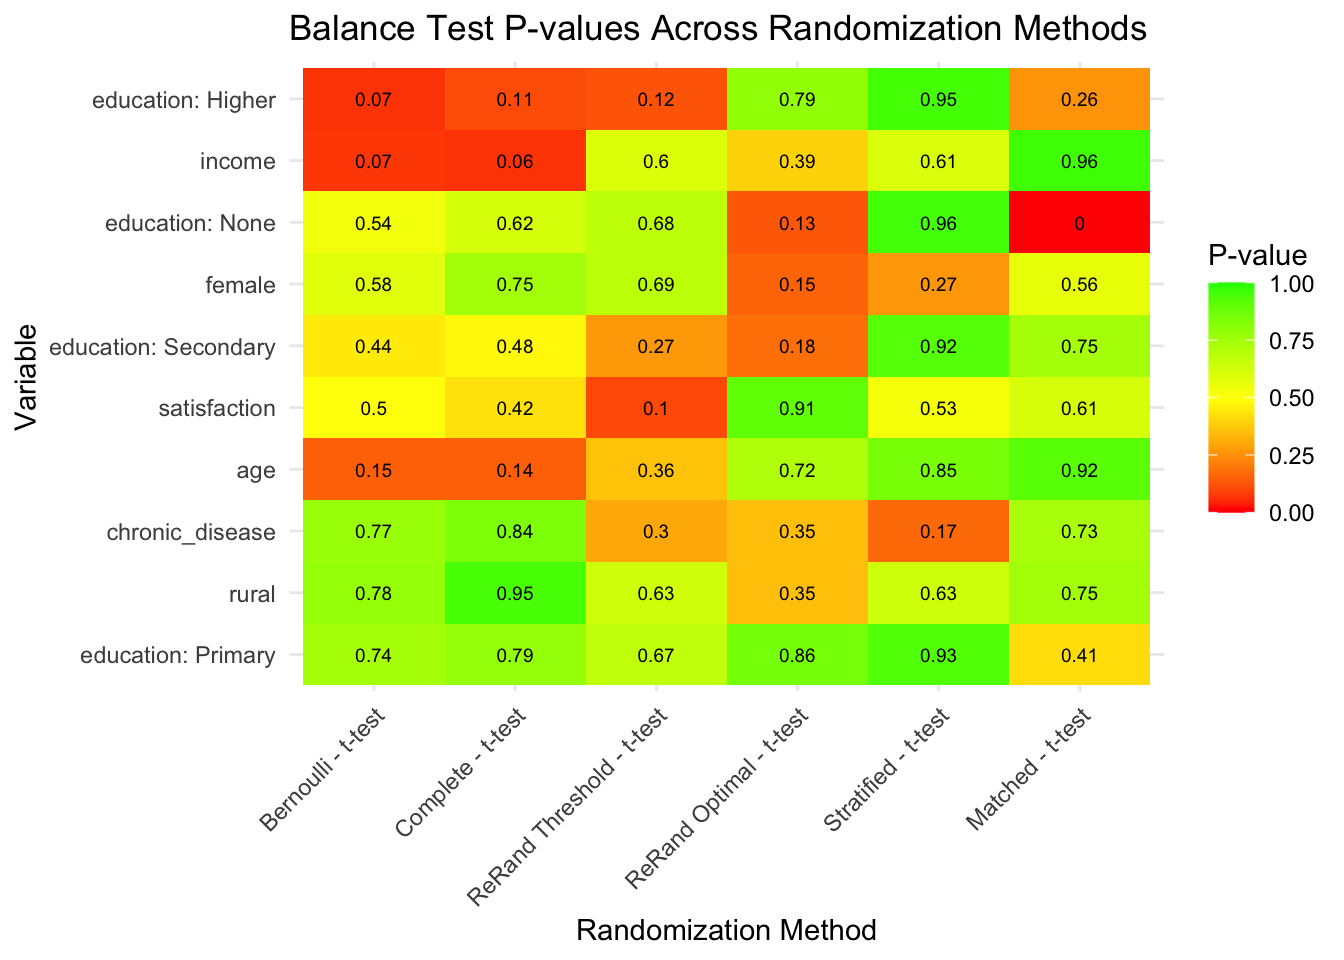 Balance Test P-values Across Randomization Methods
education: Higher 0.07 0.11 0.12 0.79 0.95 0.26
income 0.07 0.06 0.6 0.39 0.61 0.96
education: None 0.54 0.62 0.68 0.13 0.96 0
female 0.58 0.75 0.69 0.15 0.27 0.56
education: Secondary 0.44 0.48 0.27 0.18 0.92 0.75
satisfaction 0.5 0.42 0.1 0.91 0.53 0.61
age 0.15 0.14 0.36 0.72 0.85 0.92
chronic_disease 0.77 0.84 0.3 0.35 0.17 0.73
rural 0.78 0.95 0.63 0.35 0.63 0.75
education: Primary 0.74 0.79 0.67 0.86 0.93 0.41
Variable
Bernoulli - t-test
Complete - t-test
ReRand Threshold - t-test
ReRand Optimal - t-test
Stratified - t-test
Matched - t-test
Randomization Method
P-value
1.00
0.75
0.50
0.25
0.00